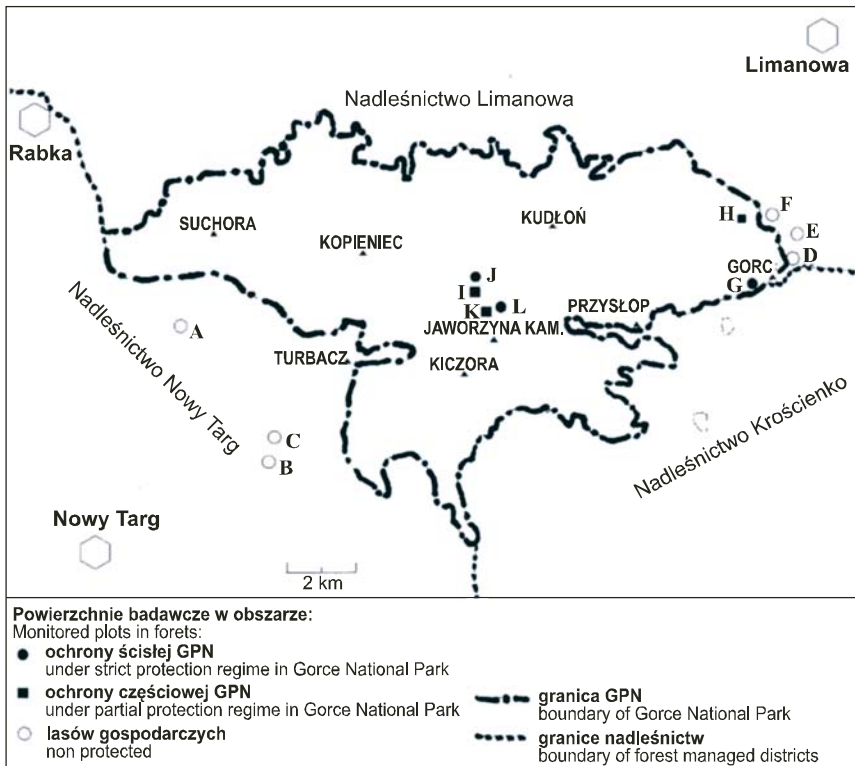 Limanowa
Nadleśnictwo Limanowa
Rabka
SUCHORA
KOPIENIEC
KUDŁOŃ
H
F
E
D
GORC
G
J
I
K
L
PRZYSŁOP
JAWORZYNA KAM.
A
TURBACZ
KICZORA
Nadleśnictwo Nowy Targ
C
B
Nadleśnictwo Krościenko
Nowy Targ
2 km
Powierzchnie badawcze w obszarze:
Monitored plots in forets:
ochrony ścisłej GPN
under strict protection regime in Gorce National Park
ochrony częściowej GPN
under partial protection regime in Gorce National Park
lasów gospodarczych
non protected
granica GPN
boundary of Gorce National Park
granice nadleśnictw
boundary of forest managed districts